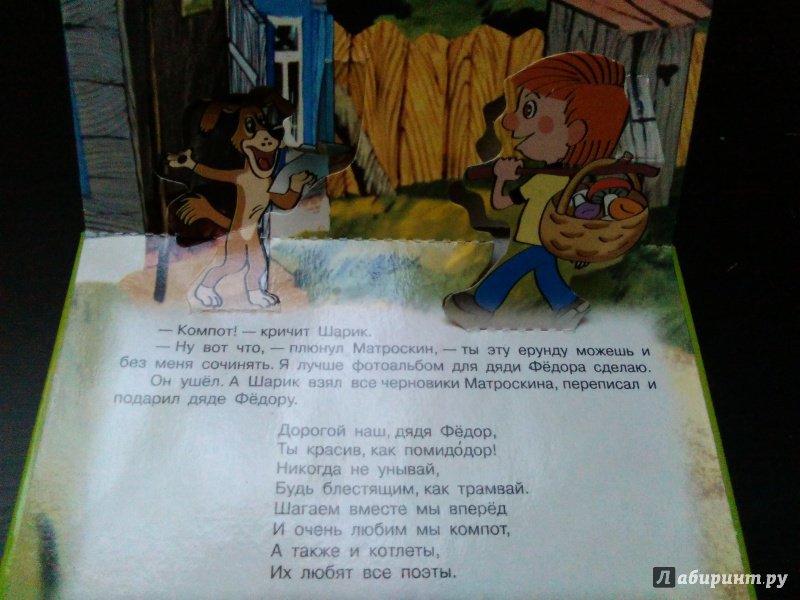 — Компот! — кричит Шарик.
— Ну вот что, — плюнул Матроскин, — ты эту ерунду можешь и
без меня сочинять. Я лучше фотоальбом для дяди Фёдора сделаю.
Он ушёл. А Шарик взял все черновики Матроскина, переписал и
подарил дяде Фёдору.
Дорогой наш, дядя Фёдор,
Ты красив, как помидо́дор!
Никогда не унывай,
Будь блестящим, как трамвай.
Шагаем вместе мы вперёд
И очень любим мы компот,
А также и котлеты,
Их любят все поэты.
Лабиринт.ру